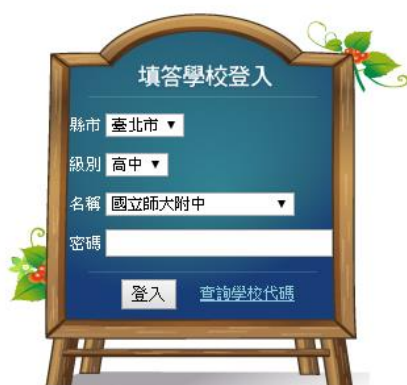 填答學校登入
縣市 臺北市
級別 高中
名稱 國立師大附中
密碼
登入 查詢學校代碼